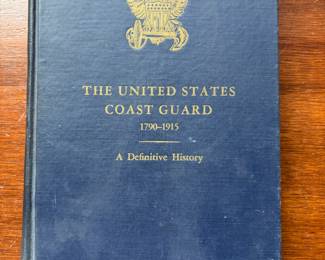 THE UNITED STATES
COAST GUARD
1790–1915
A Definitive History